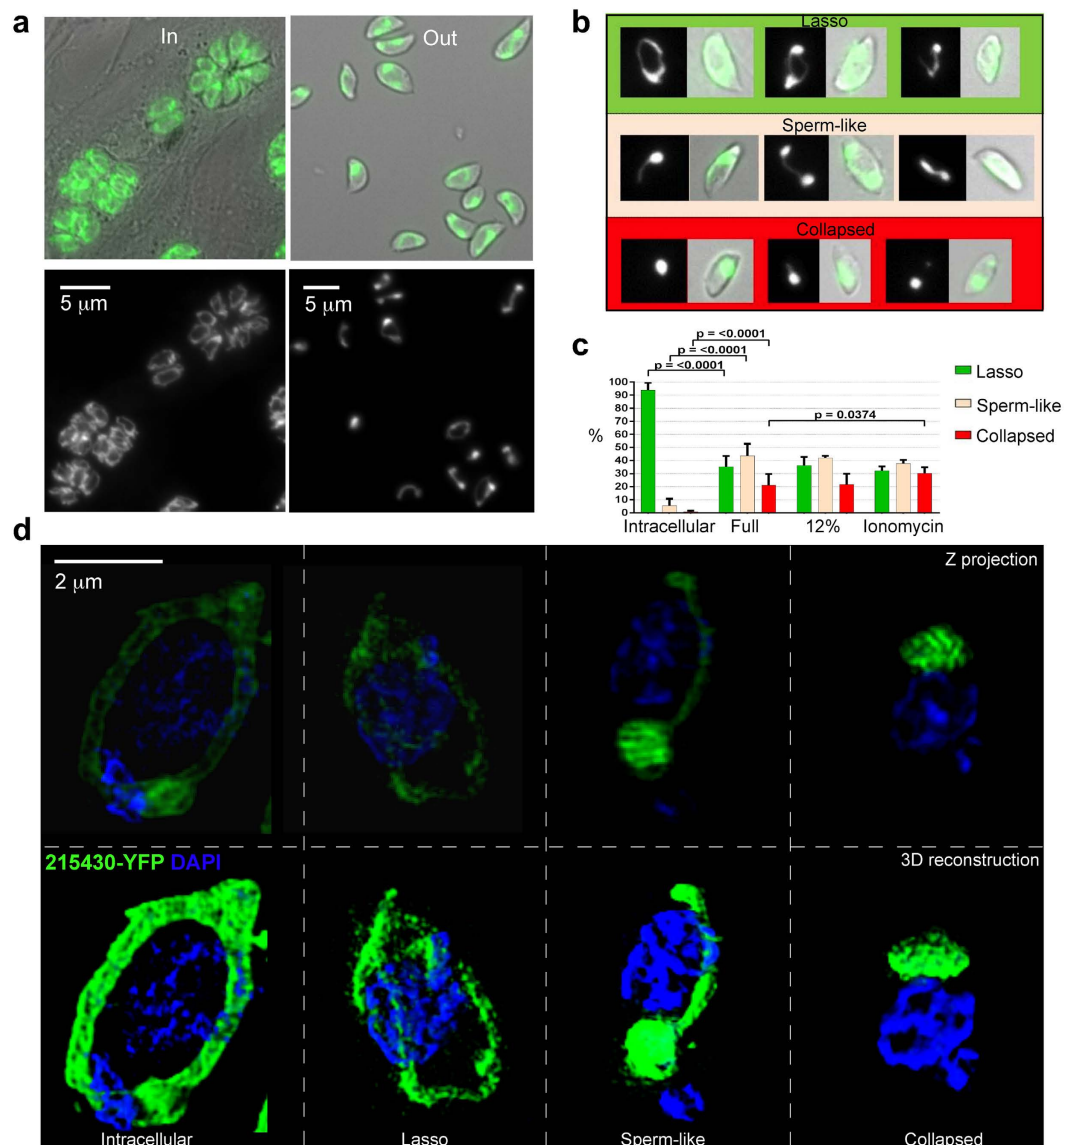 a
In
Out
5 μm
5 μm
b
Lasso
Sperm-like
Collapsed
c
p = <0.0001
p = <0.0001
p = <0.0001
p = 0.0374
%
100
90
80
70
60
50
40
30
20
10
0
Intracellular
Full
12%
Ionomycin
Lasso
Sperm-like
Collapsed
d
2 μm
Z projection
215430-YFP DAPI
3D reconstruction
Intracellular
Lasso
Sperm-like
Collapsed